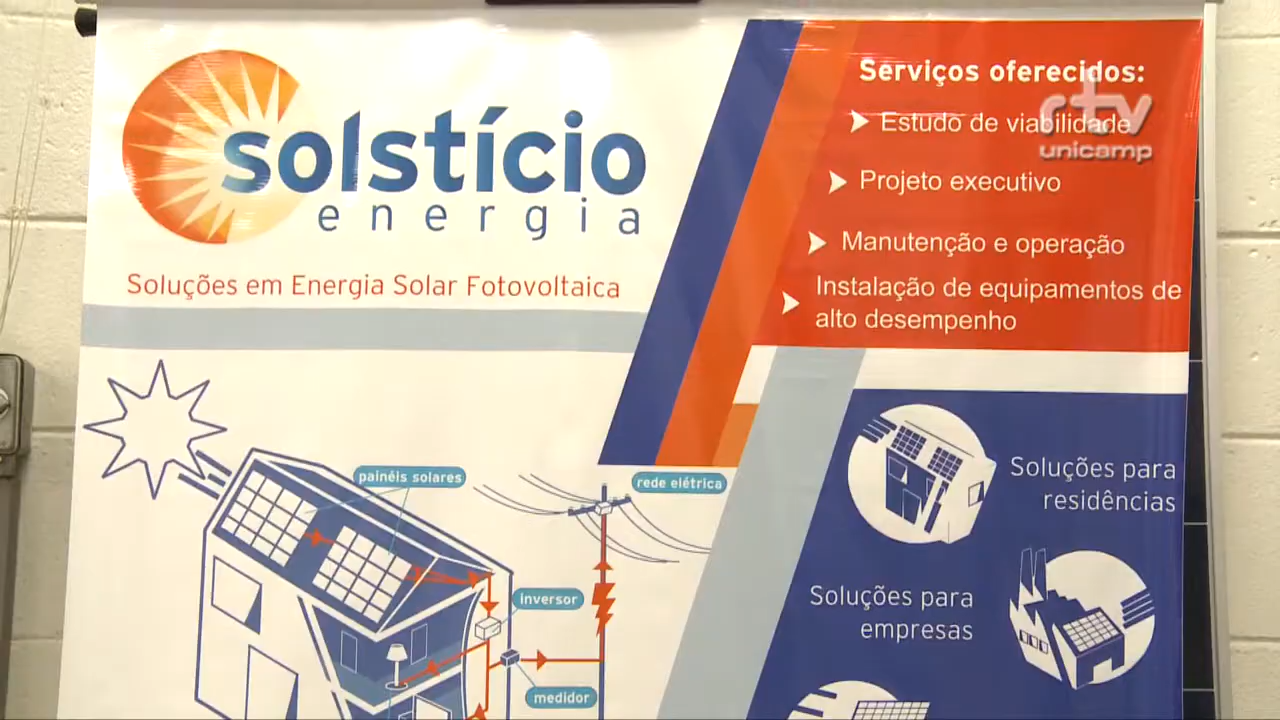 solstício
energia
Soluções em Energia Solar Fotovoltaica
Serviços oferecidos:
Estudo de viabilidade
Projeto executivo
Manutenção e operação
Instalação de equipamentos de
alto desempenho
rtv
unicamp
painéis solares
rede elétrica
inversor
medidor
Soluções para
residências
Soluções para
empresas